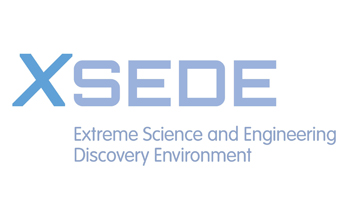 XSEDE
Extreme Science and Engineering
Discovery Environment